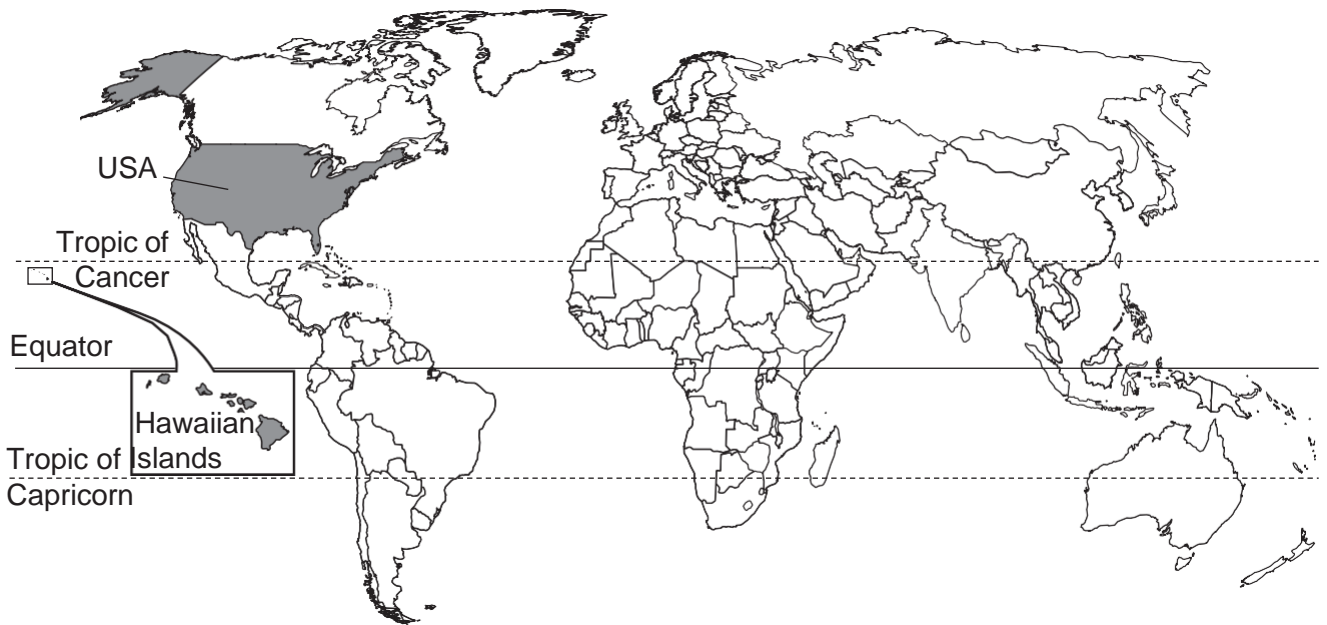 USA
Tropic of
Cancer
Equator
Hawaiian
Islands
Tropic of
Capricorn